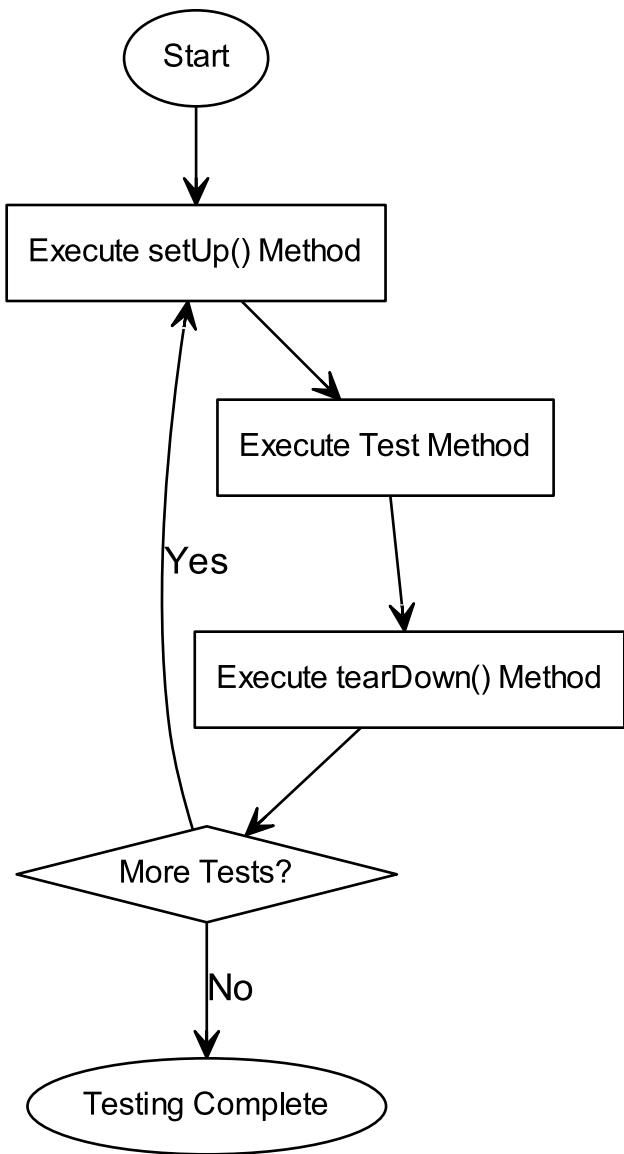 Start
Execute setUp() Method
Execute Test Method
Yes
Execute tearDown() Method
More Tests?
No
Testing Complete